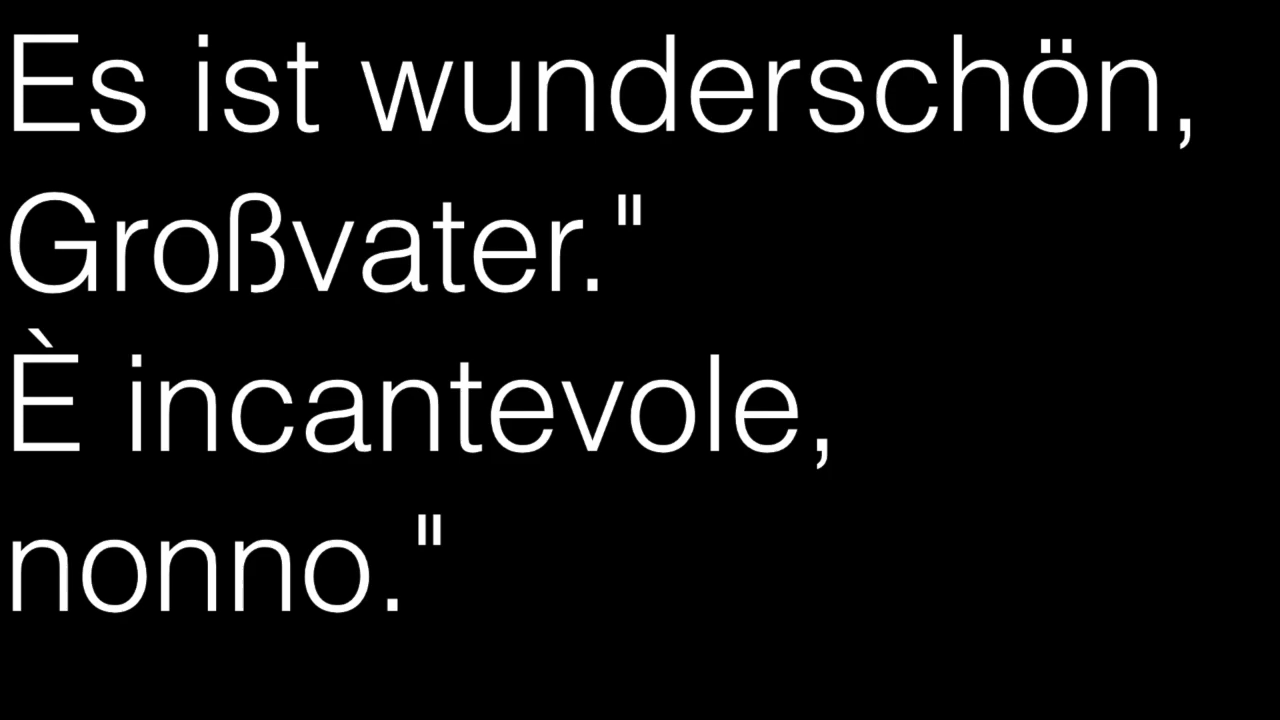 Es ist wunderschön,
Großvater."
È incantevole,
nonno."